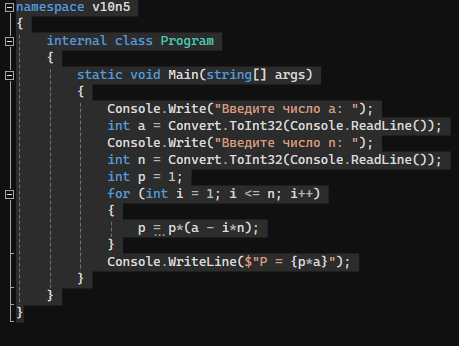 namespace v10n5
{
internal class Program
{
static void Main(string[] args)
{
Console.Write("Введите число a: ");
int a = Convert.ToInt32(Console.ReadLine());
Console.Write("Введите число n: ");
int n = Convert.ToInt32(Console.ReadLine());
int p = 1;
for (int i = 1; i <= n; i++)
{
p = p*(a - i*n);
}
Console.WriteLine($"P = {p*a}");
}
}
}